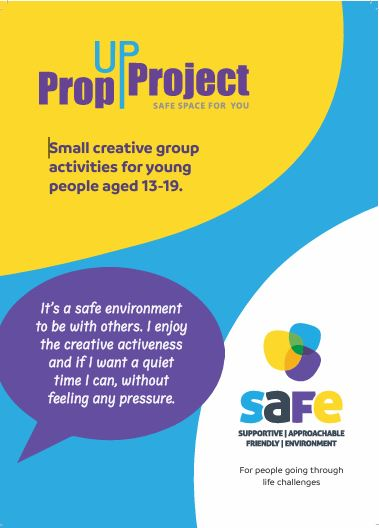 Prop UP Project
SAFE SPACE FOR YOU
Small creative group
activities for young
people aged 13-19.
It's a safe environment
to be with others. I enjoy
the creative activeness
and if I want a quiet
time I can, without
feeling any pressure.
safe
SUPPORTIVE | APPROACHABLE
FRIENDLY | ENVIRONMENT
For people going through
life challenges